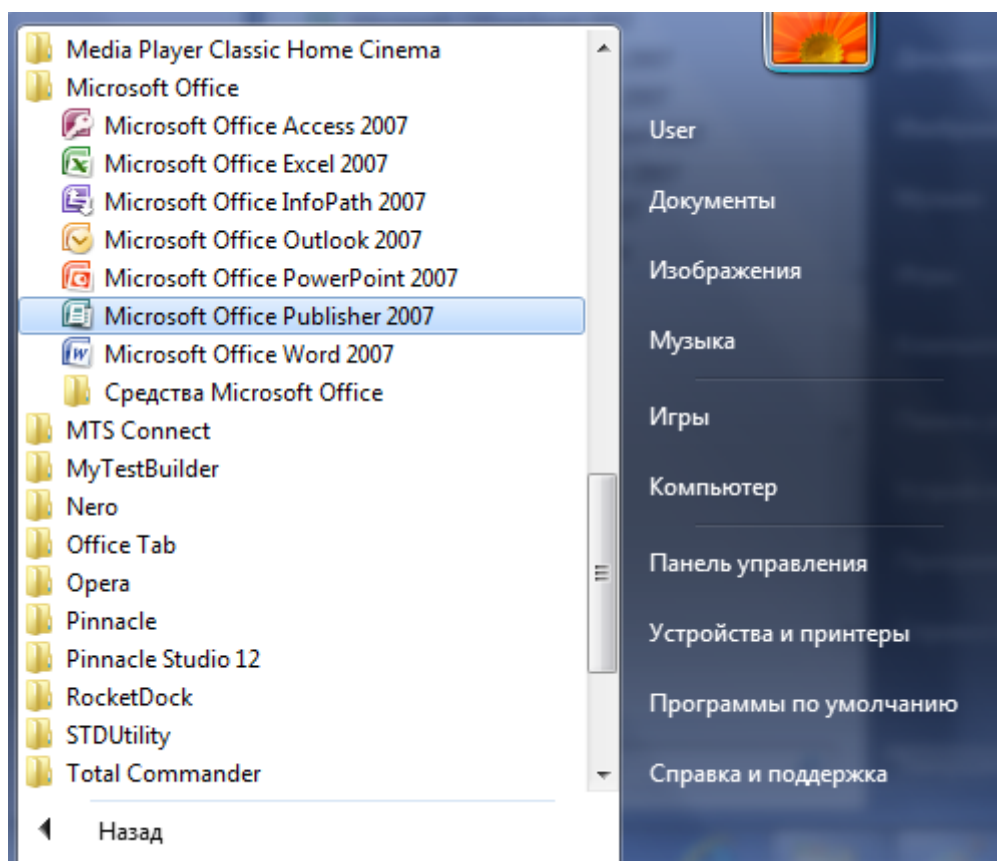 Media Player Classic Home Cinema
Microsoft Office
Microsoft Office Access 2007
Microsoft Office Excel 2007
Microsoft Office InfoPath 2007
Microsoft Office Outlook 2007
Microsoft Office PowerPoint 2007
Microsoft Office Publisher 2007
Microsoft Office Word 2007
Средства Microsoft Office
MTS Connect
MyTestBuilder
Nero
Office Tab
Opera
Pinnacle
Pinnacle Studio 12
RocketDock
STDUtility
Total Commander
Назад
User
Документы
Изображения
Музыка
Игры
Компьютер
Панель управления
Устройства и принтеры
Программы по умолчанию
Справка и поддержка